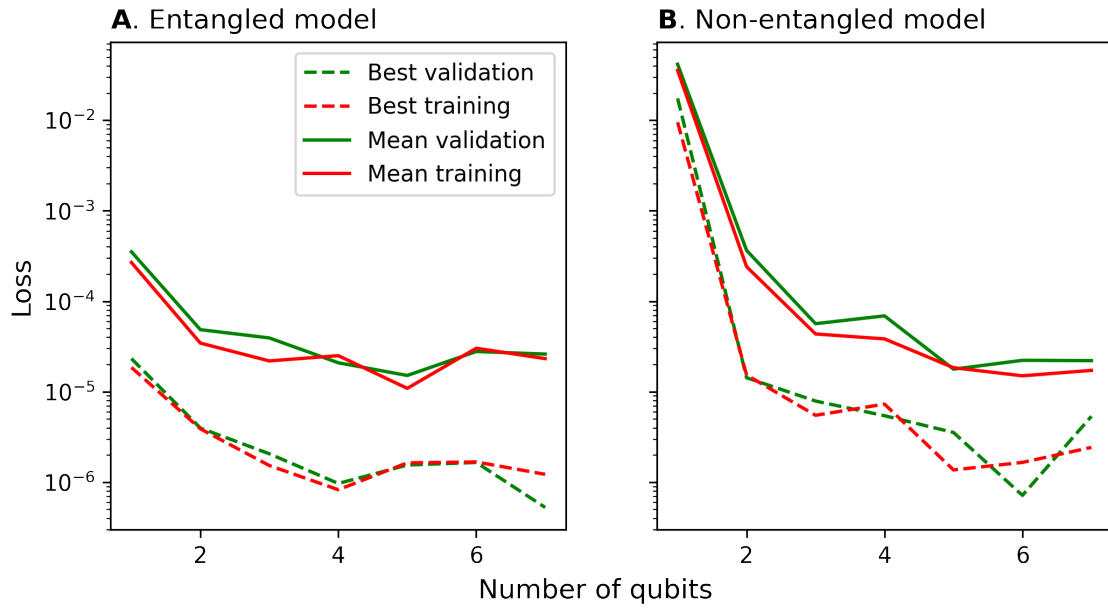 A. Entangled model
B. Non-entangled model
Best validation
Best training
Mean validation
Mean training
Loss
10⁻²
10⁻³
10⁻⁴
10⁻⁵
10⁻⁶
2 4 6
2 4 6
Number of qubits